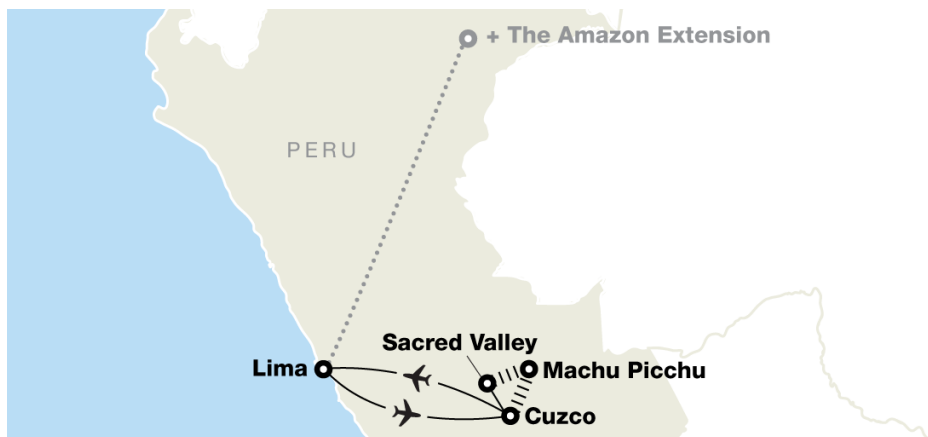 + The Amazon Extension
PERU
Sacred Valley
Lima
Machu Picchu
Cuzco